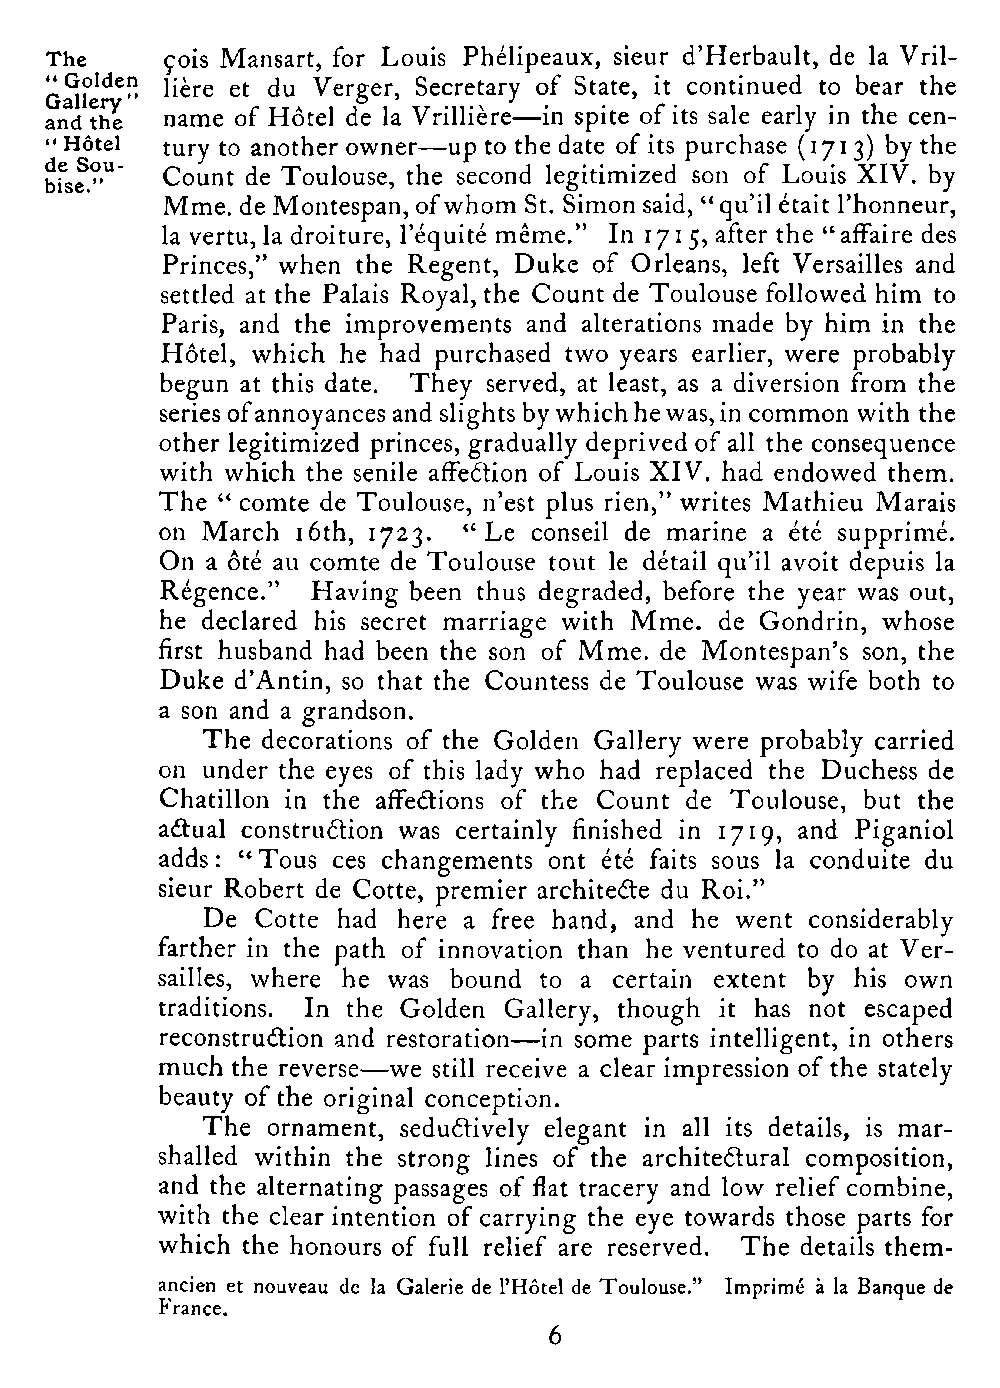 The
“ Golden
Gallery”
and the
“ Hôtel
de Sou-
bise.”
çois Mansart, for Louis Phélipeaux, sieur d’Herbault, de la Vril-
lière et du Verger, Secretary of State, it continued to bear the
name of Hôtel de la Vrillière—in spite of its sale early in the cen-
tury to another owner—up to the date of its purchase (1713) by the
Count de Toulouse, the second legitimized son of Louis XIV. by
Mme. de Montespan, of whom St. Simon said, “ qu’il était l’honneur,
la vertu, la droiture, l’équité même.” In 1715, after the “ affaire des
Princes,” when the Regent, Duke of Orleans, left Versailles and
settled at the Palais Royal, the Count de Toulouse followed him to
Paris, and the improvements and alterations made by him in the
Hôtel, which he had purchased two years earlier, were probably
begun at this date. They served, at least, as a diversion from the
series of annoyances and slights by which he was, in common with the
other legitimized princes, gradually deprived of all the consequence
with which the senile affection of Louis XIV. had endowed them.
The “ comte de Toulouse, n’est plus rien,” writes Mathieu Marais
on March 16th, 1723. “ Le conseil de marine a été supprimé.
On a ôté au comte de Toulouse tout le détail qu’il avoit depuis la
Régence.” Having been thus degraded, before the year was out,
he declared his secret marriage with Mme. de Gondrin, whose
first husband had been the son of Mme. de Montespan’s son, the
Duke d’Antin, so that the Countess de Toulouse was wife both to
a son and a grandson.
The decorations of the Golden Gallery were probably carried
on under the eyes of this lady who had replaced the Duchess de
Chatillon in the affections of the Count de Toulouse, but the
actual construction was certainly finished in 1719, and Piganiol
adds: “ Tous ces changements ont été faits sous la conduite du
sieur Robert de Cotte, premier architecte du Roi.”
De Cotte had here a free hand, and he went considerably
farther in the path of innovation than he ventured to do at Ver-
sailles, where he was bound to a certain extent by his own
traditions. In the Golden Gallery, though it has not escaped
reconstruction and restoration—in some parts intelligent, in others
much the reverse—we still receive a clear impression of the stately
beauty of the original conception.
The ornament, seductively elegant in all its details, is mar-
shalled within the strong lines of the architectural composition,
and the alternating passages of flat tracery and low relief combine,
with the clear intention of carrying the eye towards those parts for
which the honours of full relief are reserved. The details them-
ancien et nouveau de la Galerie de l’Hôtel de Toulouse.” Imprimé à la Banque de
France.
6